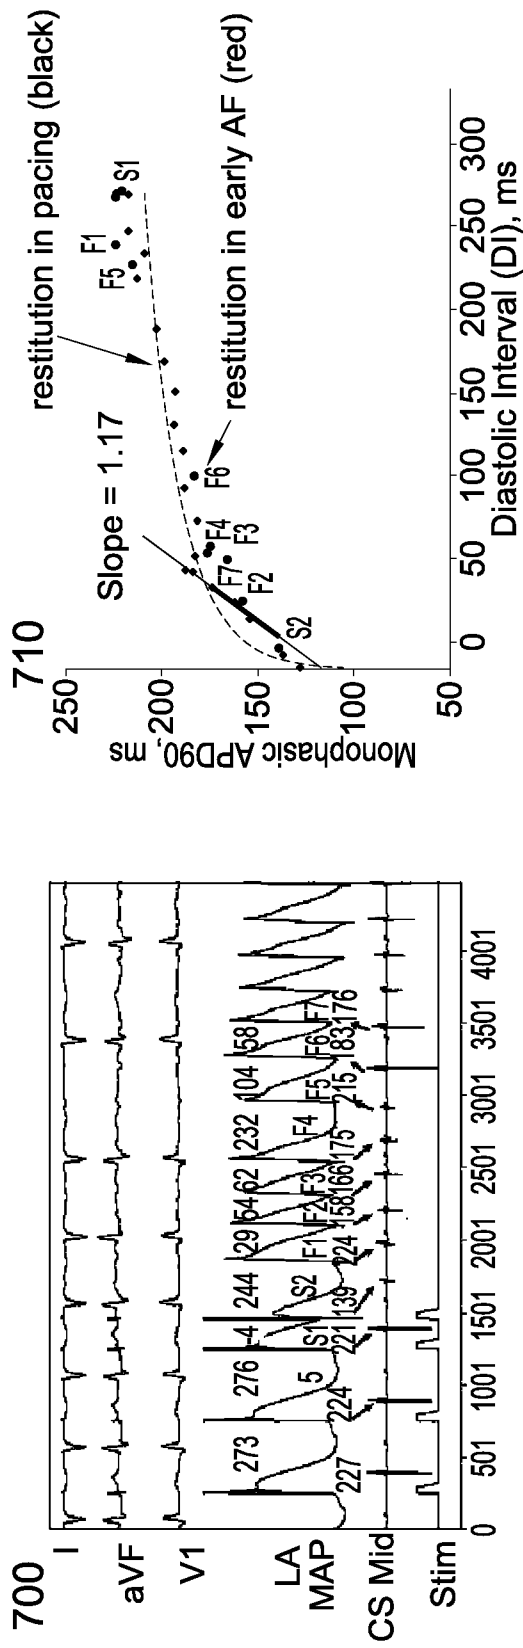 700
I
aVF
V1
LA
MAP
CS Mid
Stim
273 276 -4 244 29 54 62 232 104 58
5 S1 S2 F1 F2 F3 F4 F5 F6 F7
227 224 221 139 224 158 166 175 215 183 176
0 501 1001 1501 2001 2501 3001 3501 4001
710
restitution in pacing (black)
Slope = 1.17
restitution in early AF (red)
250
200
150
100
50
Monophasic APD90, ms
F1
S1
F5
F6
F4
F3
F7
F2
S2
0 50 100 150 200 250 300
Diastolic Interval (DI), ms